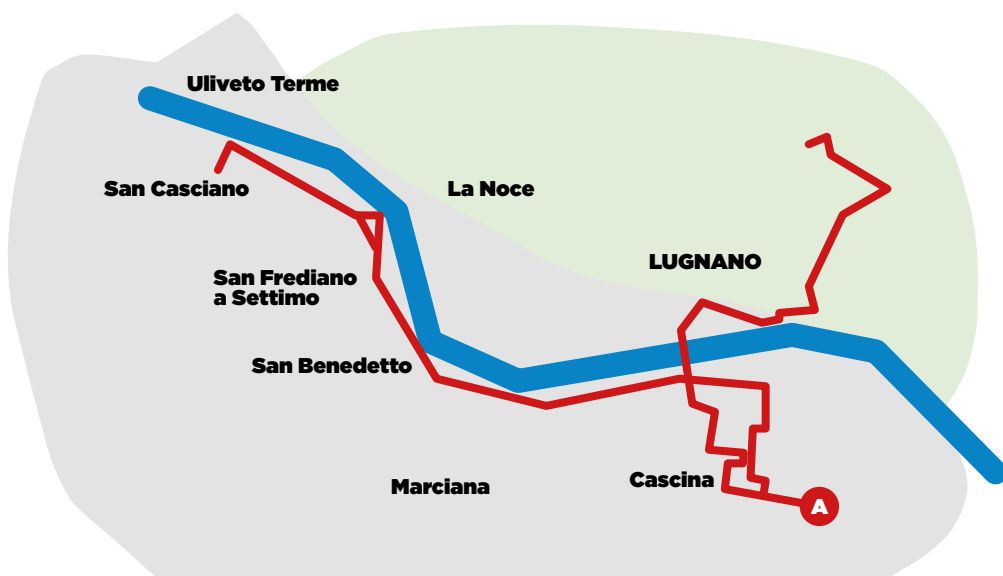 Uliveto Terme
San Casciano
La Noce
LUGNANO
San Frediano
a Settimo
San Benedetto
Cascina
Marciana
A